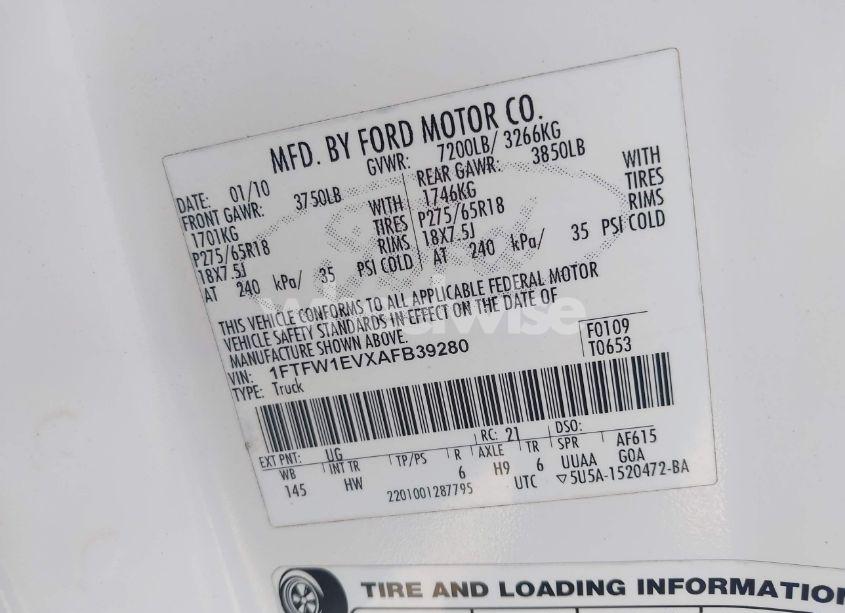 MFD. BY FORD MOTOR CO.
DATE: 01/10 GVWR: 7200LB/ 3266KG
FRONT GAWR: 3750LB REAR GAWR: 3850LB
1701KG WITH 1746KG WITH
P275/65R18 TIRES P275/65R18 TIRES
18X7.5J RIMS 18X7.5J RIMS
AT 240 kPa/ 35 PSI COLD AT 240 kPa/ 35 PSI COLD
THIS VEHICLE CONFORMS TO ALL APPLICABLE FEDERAL MOTOR
VEHICLE SAFETY STANDARDS IN EFFECT ON THE DATE OF
MANUFACTURE SHOWN ABOVE.
VIN: 1FTFW1EVXAFB39280 F0109
TYPE: Truck T0653
EXT PNT: UG RC: 21 DSO:
WB INT TR TP/PS R AXLE TR SPR AF615
145 HW 6 H9 6 UUAA GOA
2201001287795 UTC ▽5U5A-1520472-BA
TIRE AND LOADING INFORMATION